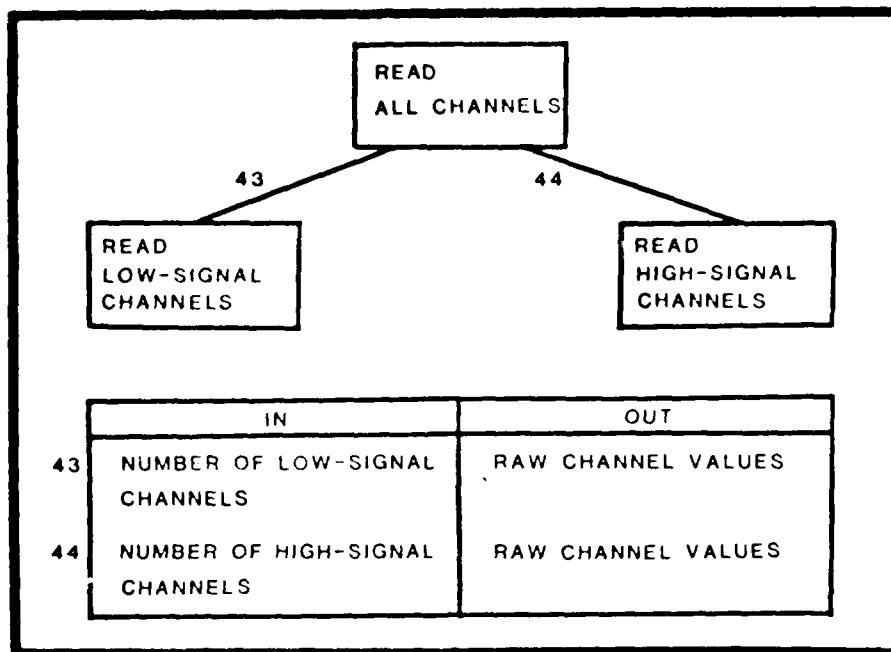 READ
ALL CHANNELS
43
44
READ
LOW-SIGNAL
CHANNELS
READ
HIGH-SIGNAL
CHANNELS
IN OUT
43 NUMBER OF LOW-SIGNAL RAW CHANNEL VALUES
CHANNELS
44 NUMBER OF HIGH-SIGNAL RAW CHANNEL VALUES
CHANNELS